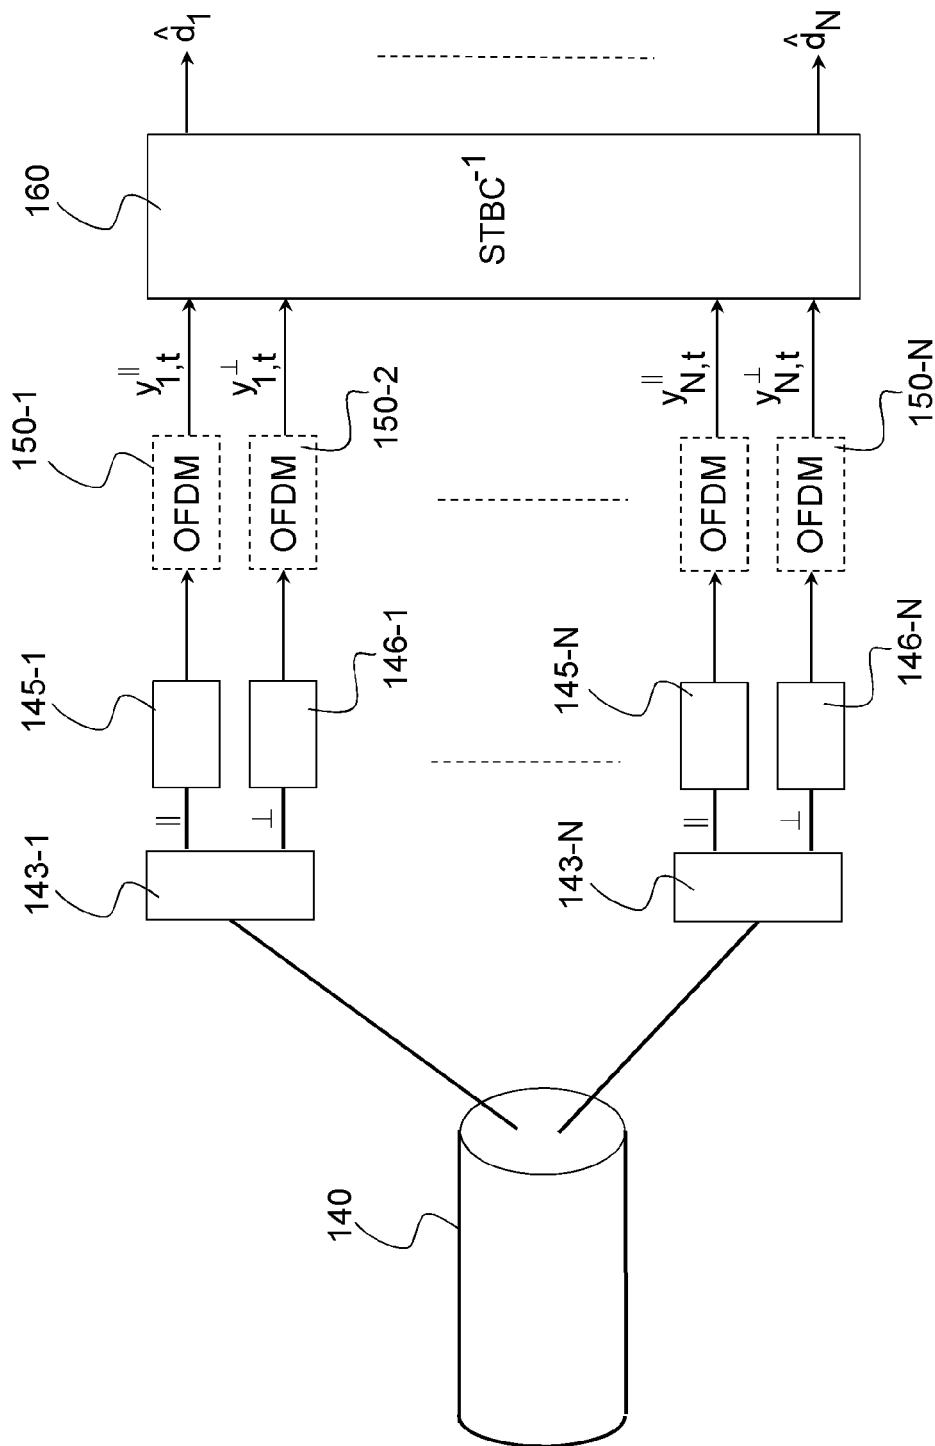 143-1
145-1
150-1
160
∥
OFDM
y∥1,t
d̂1
⊥
OFDM
y⊥1,t
146-1
150-2
140
STBC-1
143-N
145-N
∥
OFDM
y∥N,t
⊥
OFDM
y⊥N,t
d̂N
146-N
150-N